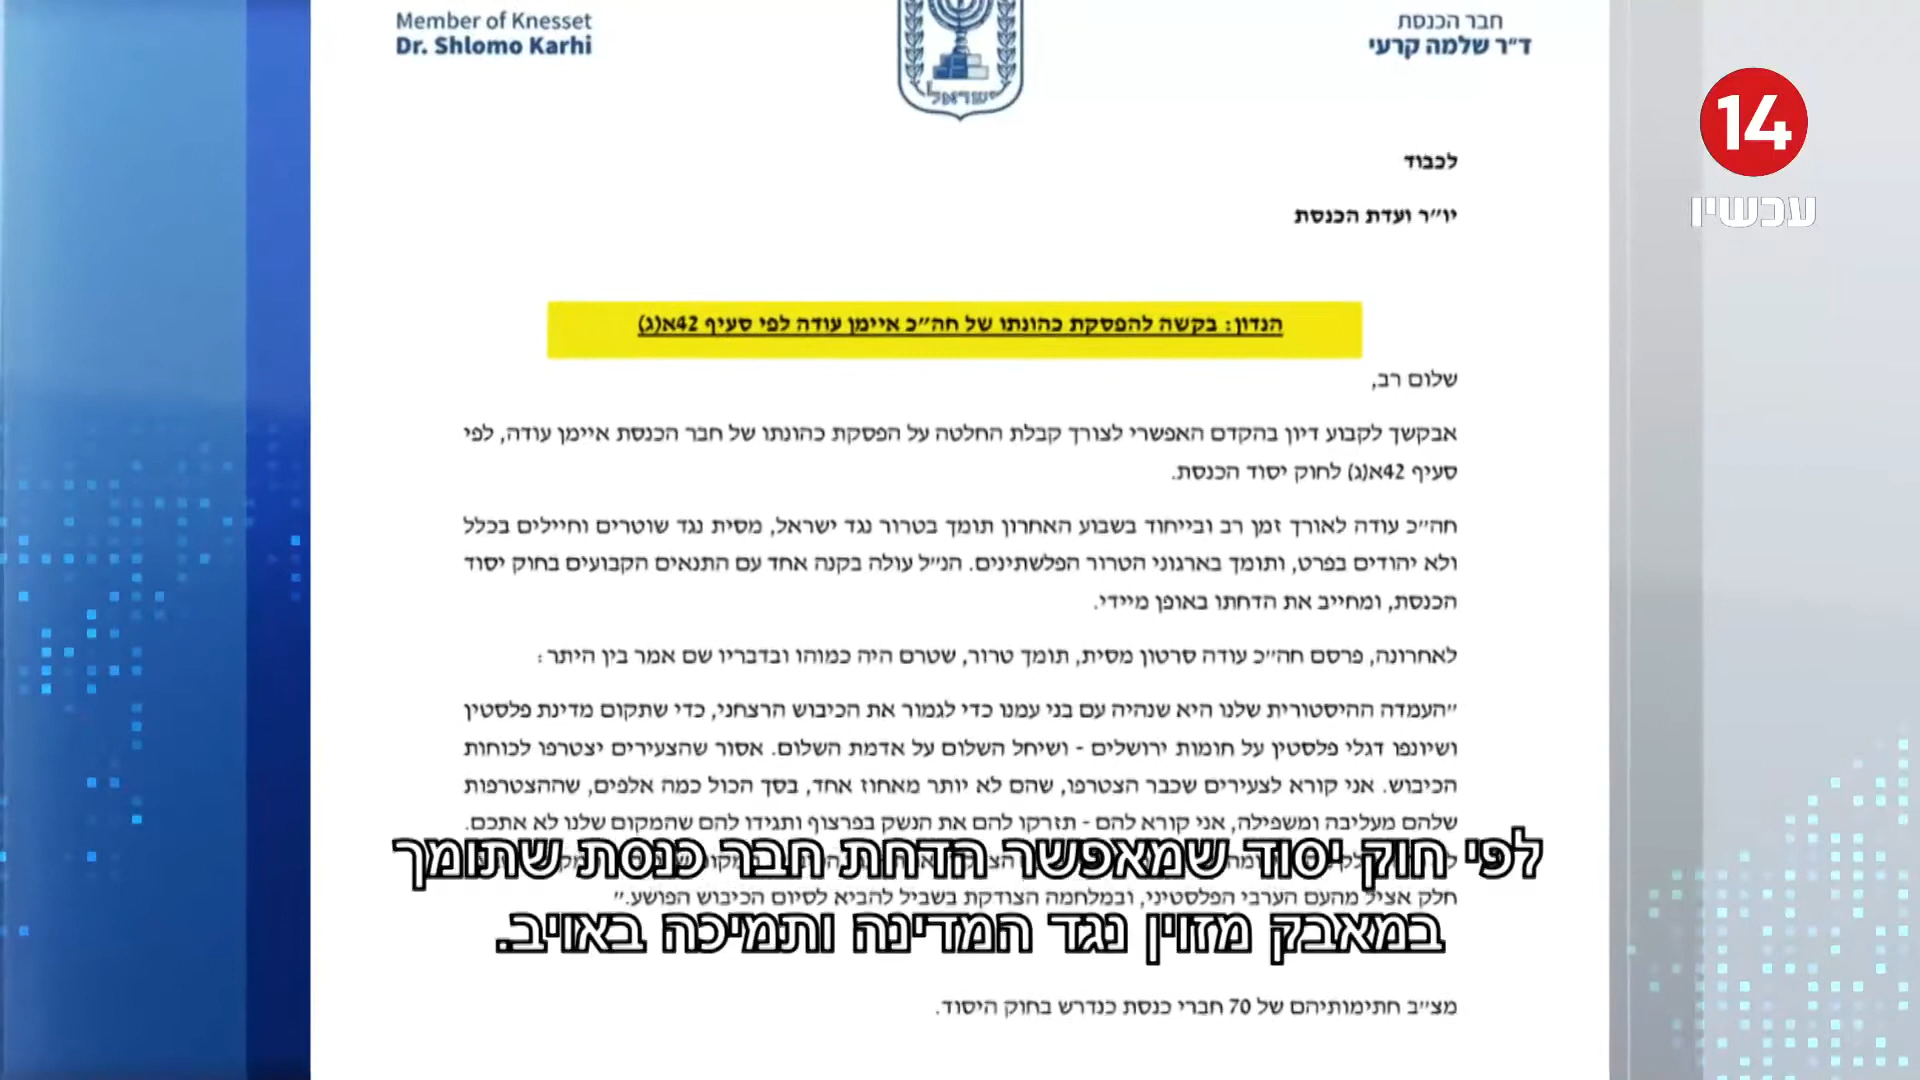 Member of Knesset
Dr. Shlomo Karhi
חבר הכנסת
ד״ר שלמה קרעי
ישראל
14
עכשיו
לכבוד
יו״ר ועדת הכנסת
הנדון: בקשה להפסקת כהונתו של חה״כ איימן עודה לפי סעיף 42א(ג)
שלום רב,
אבקשך לקבוע דיון בהקדם האפשרי לצורך קבלת החלטה על הפסקת כהונתו של חבר הכנסת איימן עודה, לפי
סעיף 42א(ג) לחוק יסוד הכנסת.
חה״כ עודה לאורך זמן רב ובייחוד בשבוע האחרון תומך בטרור נגד ישראל, מסית נגד שוטרים וחיילים בכלל
ולא יהודים בפרט, ותומך בארגוני הטרור הפלשתינים. הנ״ל עולה בקנה אחד עם התנאים הקבועים בחוק יסוד
הכנסת, ומחייב את הדחתו באופן מיידי.
לאחרונה, פרסם חה״כ עודה סרטון מסית, תומך טרור, שטרם היה כמוהו ובדבריו שם אמר בין היתר:
״העמדה ההיסטורית שלנו היא שנהיה עם בני עמנו כדי לגמור את הכיבוש הרצחני, כדי שתקום מדינת פלסטין
ושיונפו דגלי פלסטין על חומות ירושלים - ושיחל השלום על אדמת השלום. אסור שהצעירים יצטרפו לכוחות
הכיבוש. אני קורא לצעירים שכבר הצטרפו, שהם לא יותר מאחוז אחד, בסך הכול כמה אלפים, שההצטרפות
שלהם מעליבה ומשפילה, אני קורא להם - תזרקו להם את הנשק בפרצוף ותגידו להם שהמקום שלנו לא אתכם.
לפי חוק יסוד שמאפשר הדחת חבר כנסת שתומך
חלק אציל מהעם הערבי הפלסטיני, ובמלחמה הצודקת בשביל להביא לסיום הכיבוש הפושע.״
במאבק מזוין נגד המדינה ותמיכה באויב.
מצ״ב חתימותיהם של 70 חברי כנסת כנדרש בחוק היסוד.